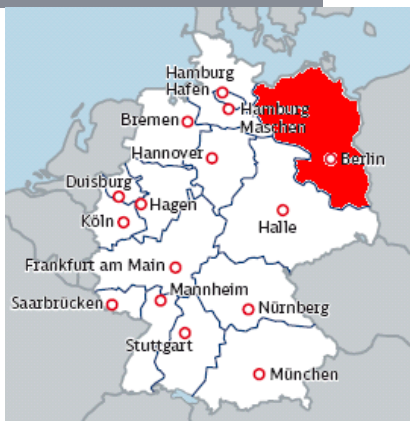 Hamburg
Hafen
Hamburg
Maschen
Bremen
Hannover
Berlin
Duisburg
Hagen
Köln
Halle
Frankfurt am Main
Mannheim
Saarbrücken
Nürnberg
Stuttgart
München